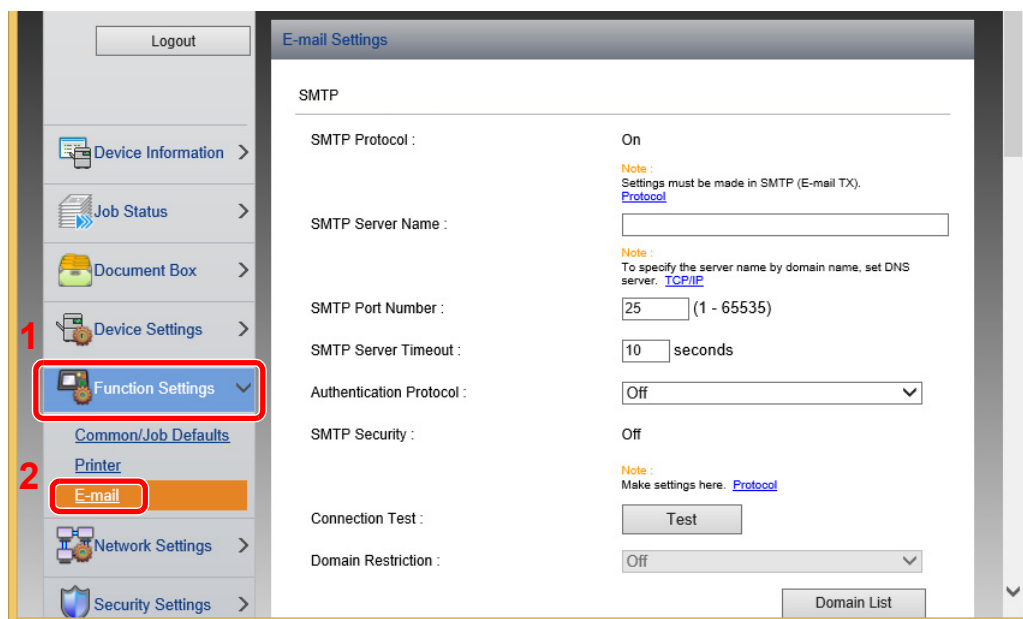 Logout
Device Information
Job Status
Document Box
1
Device Settings
Function Settings
Common/Job Defaults
2
Printer
E-mail
Network Settings
Security Settings
E-mail Settings
SMTP
SMTP Protocol : On
Note :
Settings must be made in SMTP (E-mail TX).
Protocol
SMTP Server Name :
Note :
To specify the server name by domain name, set DNS
server. TCP/IP
SMTP Port Number : 25 (1 - 65535)
SMTP Server Timeout : 10 seconds
Authentication Protocol : Off
SMTP Security : Off
Note :
Make settings here. Protocol
Connection Test : Test
Domain Restriction : Off
Domain List